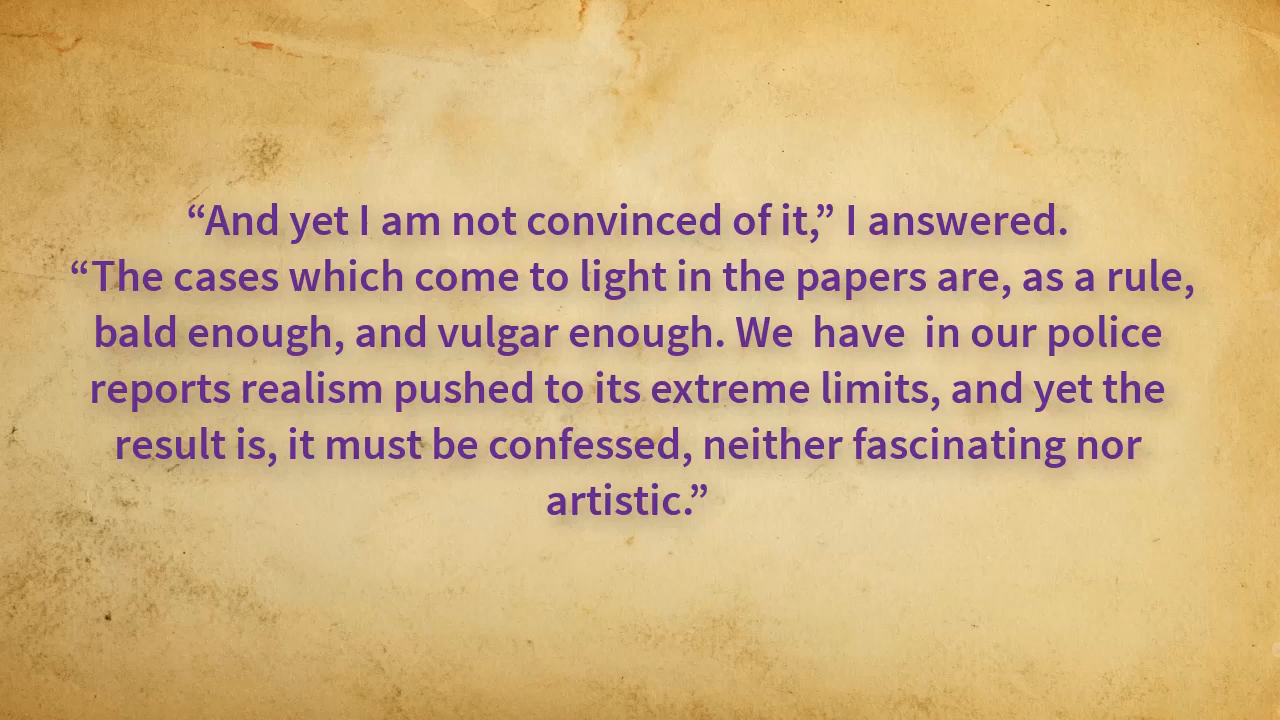 “And yet I am not convinced of it,” I answered.
“The cases which come to light in the papers are, as a rule,
bald enough, and vulgar enough. We  have  in our police
reports realism pushed to its extreme limits, and yet the
result is, it must be confessed, neither fascinating nor
artistic.”